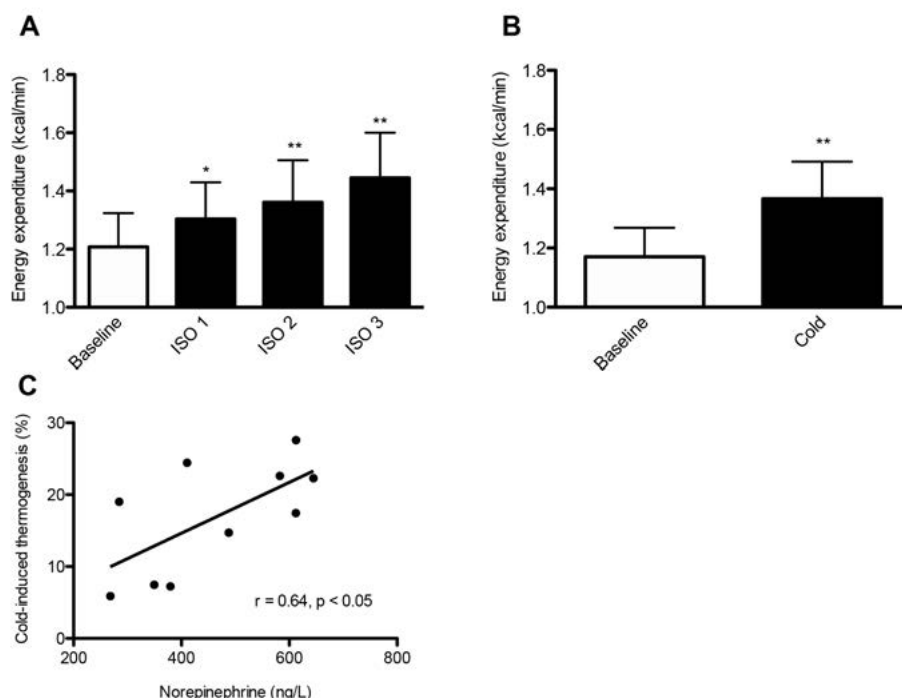 A
Energy expenditure (kcal/min)
1.8
1.6
1.4
1.2
1.0
*
**
**
Baseline
ISO 1
ISO 2
ISO 3
B
Energy expenditure (kcal/min)
1.8
1.6
1.4
1.2
1.0
**
Baseline
Cold
C
Cold-induced thermogenesis (%)
30
20
10
0
r = 0.64, p < 0.05
200
400
600
800
Norepinephrine (ng/L)